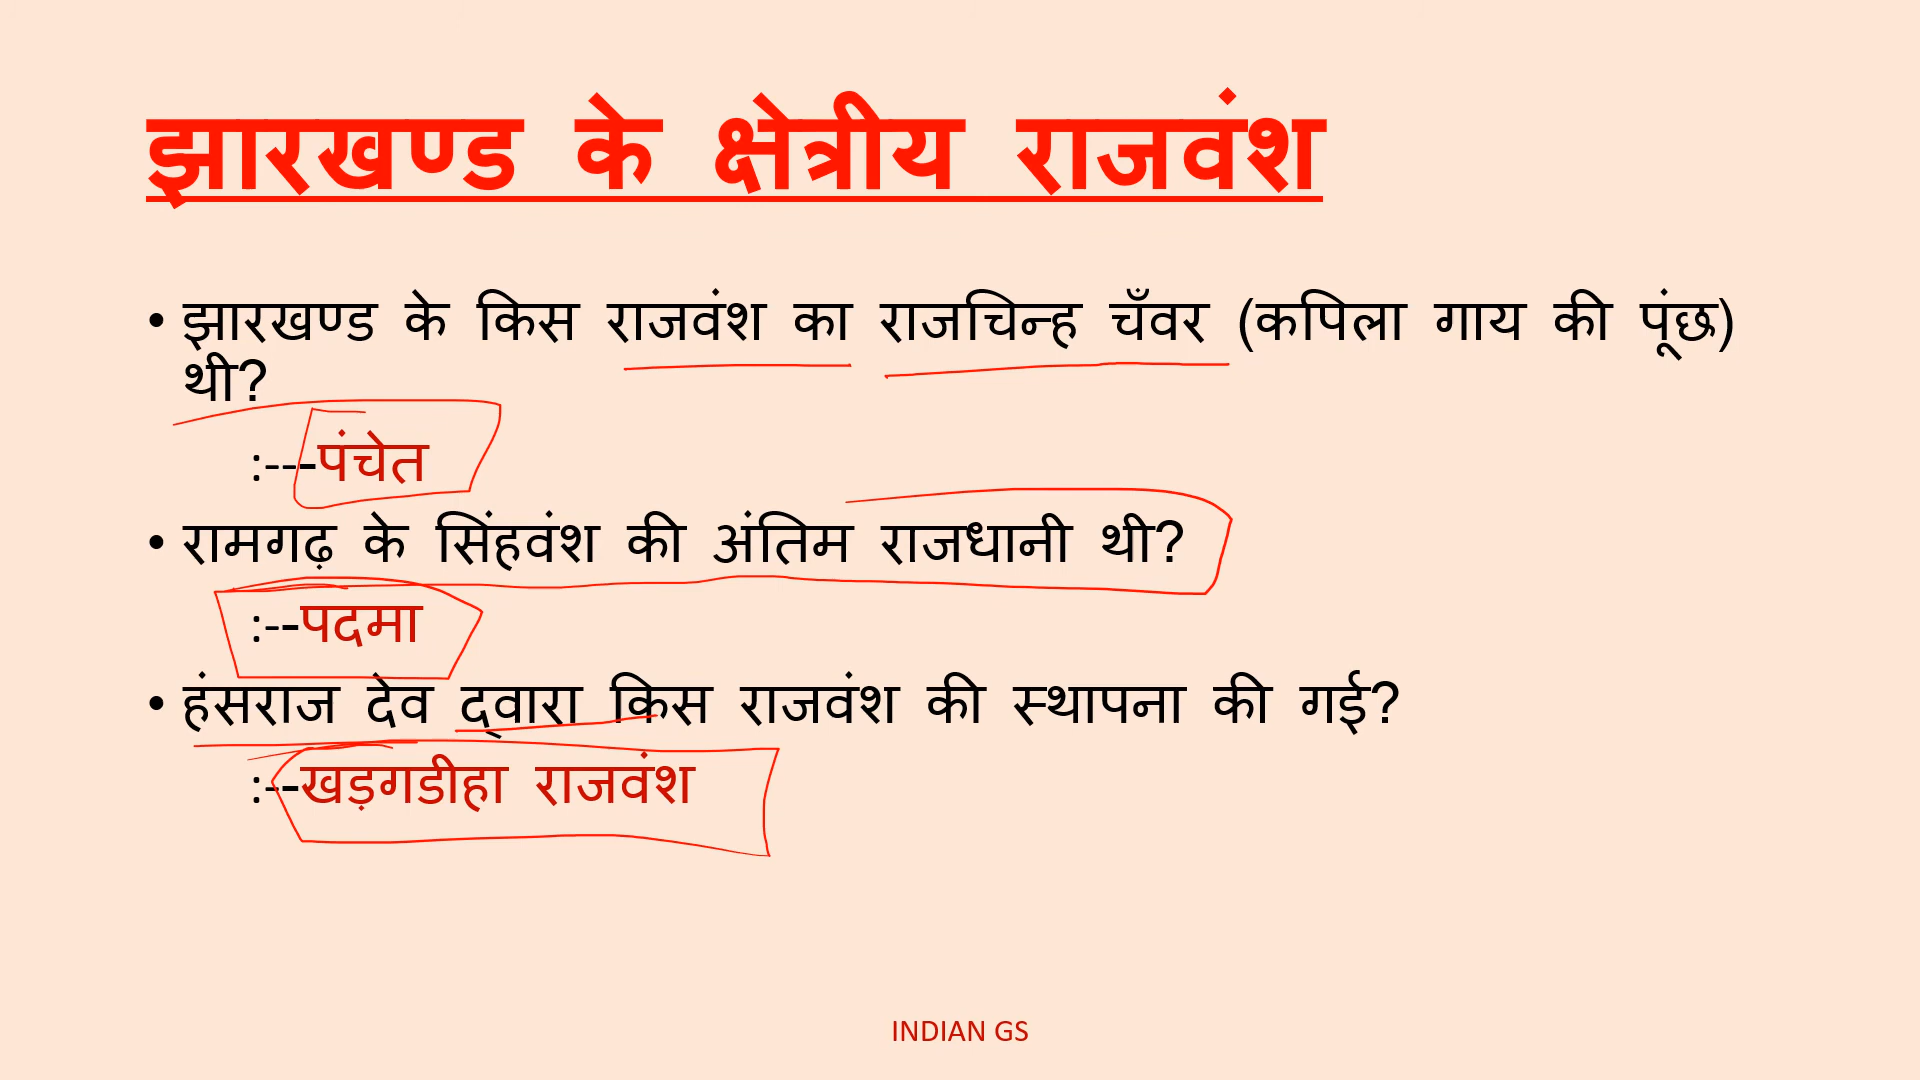 झारखण्ड के क्षेत्रीय राजवंश
• झारखण्ड के किस राजवंश का राजचिन्ह चँवर (कपिला गाय की पूंछ)
थी?
:---पंचेत
• रामगढ़ के सिंहवंश की अंतिम राजधानी थी?
:--पदमा
• हंसराज देव द्वारा किस राजवंश की स्थापना की गई?
:--खड़गडीहा राजवंश
INDIAN GS